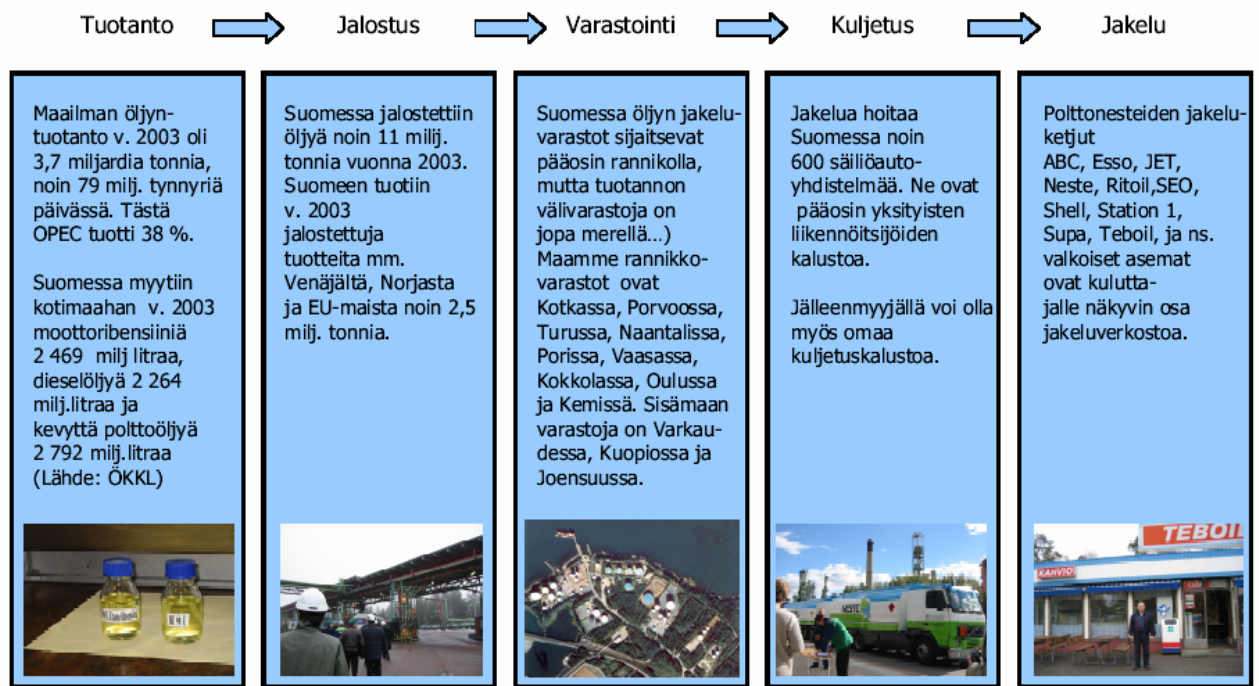 Tuotanto
Jalostus
Varastointi
Kuljetus
Jakelu
Maailman öljyn-
tuotanto v. 2003 oli
3,7 miljardia tonnia,
noin 79 milj. tynnyriä
päivässä. Tästä
OPEC tuotti 38 %.
Suomessa myytiin
kotimaahan v. 2003
moottoribensiiniä
2 469 milj litraa,
dieselöljyä 2 264
milj.litraa ja
kevyttä polttoöljyä
2 792 milj.litraa
(Lähde: ÖKKL)
Suomessa jalostettiin
öljyä noin 11 milij.
tonnia vuonna 2003.
Suomeen tuotiin
v. 2003
jalostettuja
tuotteita mm.
Venäjältä, Norjasta
ja EU-maista noin 2,5
milj. tonnia.
Suomessa öljyn jakelu-
varastot sijaitsevat
pääosin rannikolla,
mutta tuotannon
välivarastoja on
jopa merellä…)
Maamme rannikko-
varastot ovat
Kotkassa, Porvoossa,
Turussa, Naantalissa,
Porissa, Vaasassa,
Kokkolassa, Oulussa
ja Kemissä. Sisämaan
varastoja on Varkau-
dessa, Kuopiossa ja
Joensuussa.
Jakelua hoitaa
Suomessa noin
600 säiliöauto-
yhdistelmää. Ne ovat
pääosin yksityisten
liikennöitsijöiden
kalustoa.
Jälleenmyyjällä voi olla
myös omaa
kuljetuskalustoa.
Polttonesteiden jakelu-
ketjut
ABC, Esso, JET,
Neste, Ritoil,SEO,
Shell, Station 1,
Supa, Teboil, ja ns.
valkoiset asemat
ovat kulutta-
jalle näkyvin osa
jakeluverkostoa.
NESTE
TEBOIL
KAHVIO